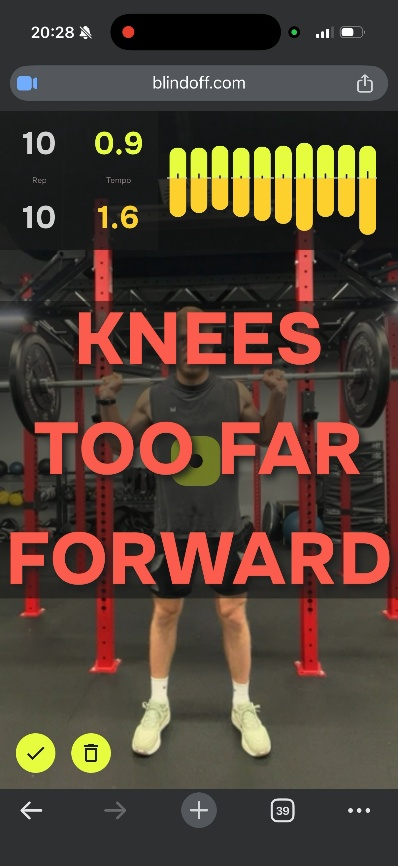 20:28
blindoff.com
10 0.9
Rep Tempo
10 1.6
KNEES
TOO FAR
FORWARD
39